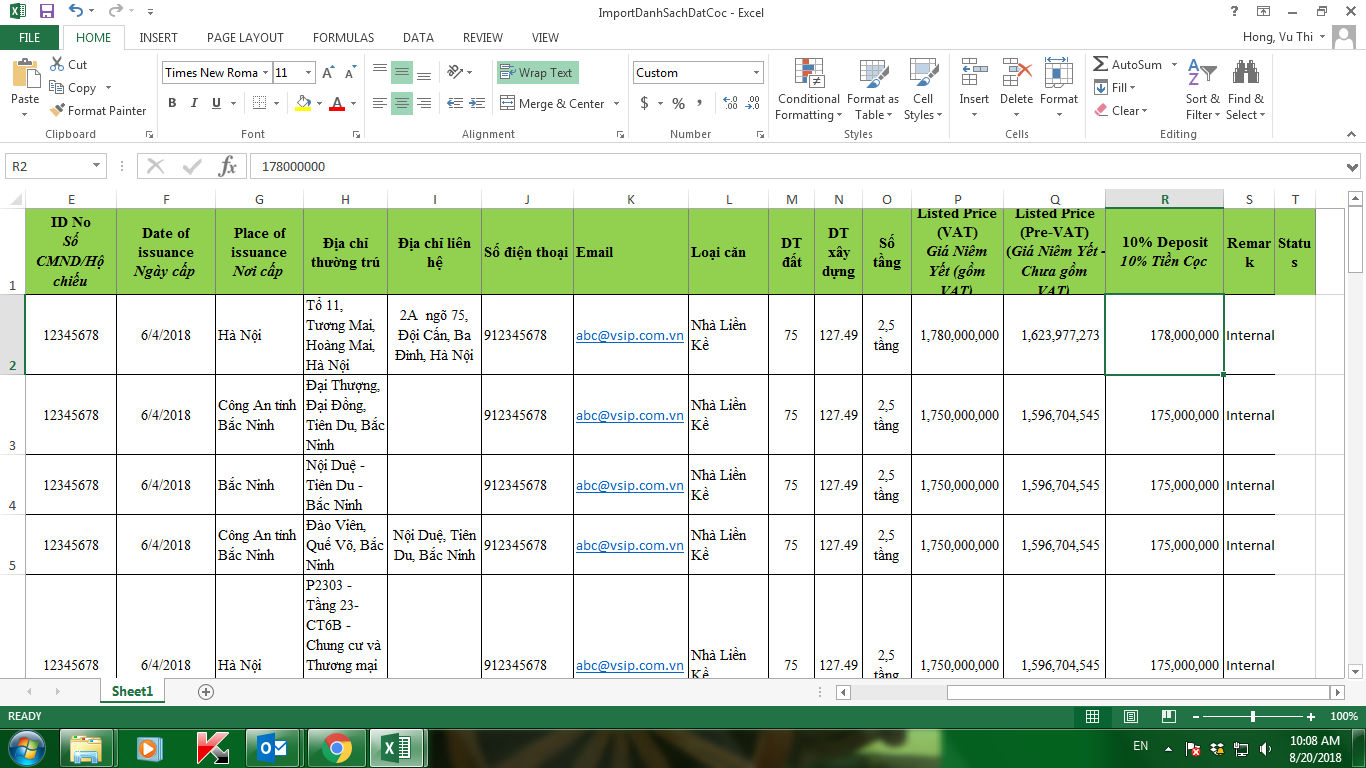 ImportDanhSachDatCoc - Excel
FILE HOME INSERT PAGE LAYOUT FORMULAS DATA REVIEW VIEW Hong, Vu Thi
Paste
Cut
Copy
Format Painter
Clipboard
Times New Roma 11
B I U
Font
Wrap Text
Merge & Center
Alignment
Custom
$ % ,
Number
Conditional Formatting
Format as Table
Cell Styles
Styles
Insert Delete Format
Cells
AutoSum
Fill
Clear
Sort & Filter
Find & Select
Editing
R2 fx 178000000
E F G H I J K L M N O P Q R S T
1
ID No
Số
CMND/Hộ
chiếu
Date of
issuance
Ngày cấp
Place of
issuance
Nơi cấp
Địa chỉ
thường trú
Địa chỉ liên
hệ
Số điện thoại
Email
Loại căn
DT
đất
DT
xây
dựng
Số
tầng
Listed Price
(VAT)
Giá Niêm
Yết (gồm
VAT)
Listed Price
(Pre-VAT)
(Giá Niêm Yết -
Chưa gồm
VAT)
10% Deposit
10% Tiền Cọc
Remar
k
Statu
s
2
12345678
6/4/2018
Hà Nội
Tổ 11,
Tương Mai,
Hoàng Mai,
Hà Nội
2A ngõ 75,
Đội Cấn, Ba
Đình, Hà Nội
912345678
abc@vsip.com.vn
Nhà Liền
Kề
75
127.49
2,5
tầng
1,780,000,000
1,623,977,273
178,000,000
Internal
3
12345678
6/4/2018
Công An tỉnh
Bắc Ninh
Đại Thượng,
Đại Đồng,
Tiên Du, Bắc
Ninh
912345678
abc@vsip.com.vn
Nhà Liền
Kề
75
127.49
2,5
tầng
1,750,000,000
1,596,704,545
175,000,000
Internal
4
12345678
6/4/2018
Bắc Ninh
Nội Duệ -
Tiên Du -
Bắc Ninh
912345678
abc@vsip.com.vn
Nhà Liền
Kề
75
127.49
2,5
tầng
1,750,000,000
1,596,704,545
175,000,000
Internal
5
12345678
6/4/2018
Công An tỉnh
Bắc Ninh
Đào Viên,
Quế Võ, Bắc
Ninh
Nội Duệ, Tiên
Du, Bắc Ninh
912345678
abc@vsip.com.vn
Nhà Liền
Kề
75
127.49
2,5
tầng
1,750,000,000
1,596,704,545
175,000,000
Internal
12345678
6/4/2018
Hà Nội
P2303 -
Tầng 23-
CT6B -
Chung cư và
Thương mại
912345678
abc@vsip.com.vn
Nhà Liền
Kề
75
127.49
2,5
tầng
1,750,000,000
1,596,704,545
175,000,000
Internal
Sheet1
READY 100%
EN
10:08 AM
8/20/2018